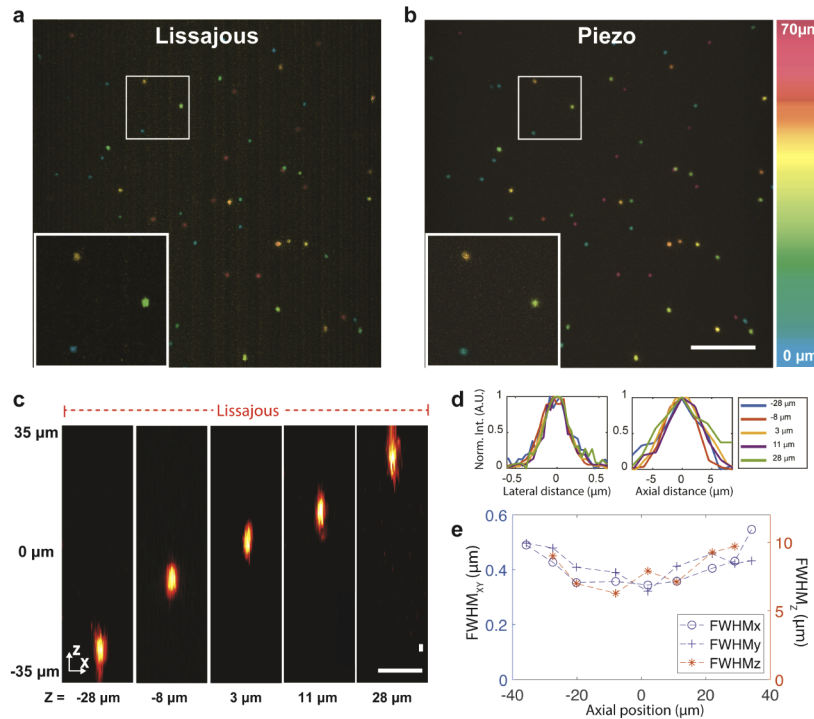 a
Lissajous
b
Piezo
70μm
0 μm
c
Lissajous
35 μm
0 μm
-35 μm
z
x
Z = -28 μm -8 μm 3 μm 11 μm 28 μm
d
Norm. Int. (A.U.)
1
0.5
0
-0.5 0 0.5
Lateral distance (μm)
1
0.5
0
-5 0 5
Axial distance (μm)
-28 μm
-8 μm
3 μm
11 μm
28 μm
e
FWHMXY (μm)
0.6
0.4
0.2
0
-40 -20 0 20 40
Axial position (μm)
10
5
0
FWHMZ (μm)
FWHMx
FWHMy
FWHMz